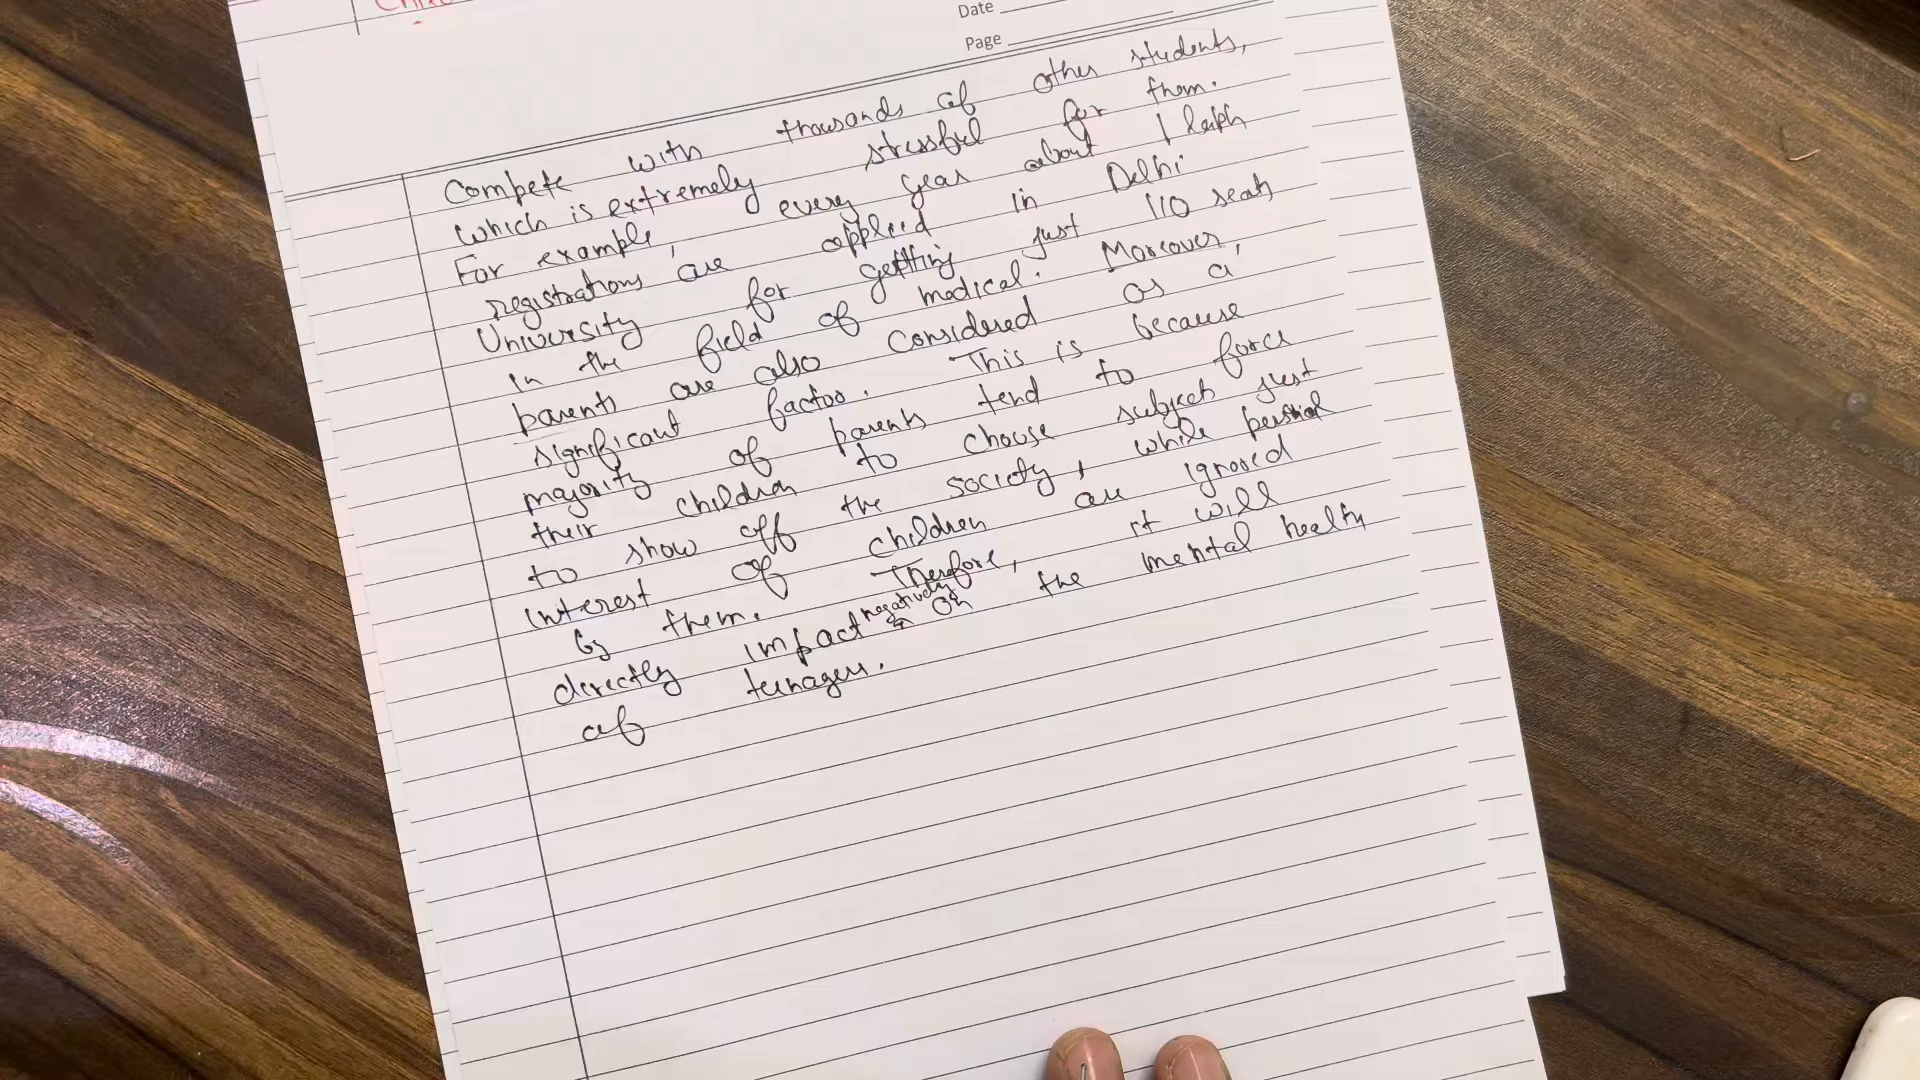 Date
Page
Compete with thousands of other students,
which is extremely stressful for them.
For example, every year about 1 lakh
registrations are applied in Delhi
University for getting just 110 seats
in the field of medical. Moreover,
parents are also considered as a
significant factor. This is because
majority of parents tend to force
their children to choose subjects just
to show off the society, while personal
interest of children are ignored
by them. Therefore, it will
directly impact negatively on the mental health
of teenagers.